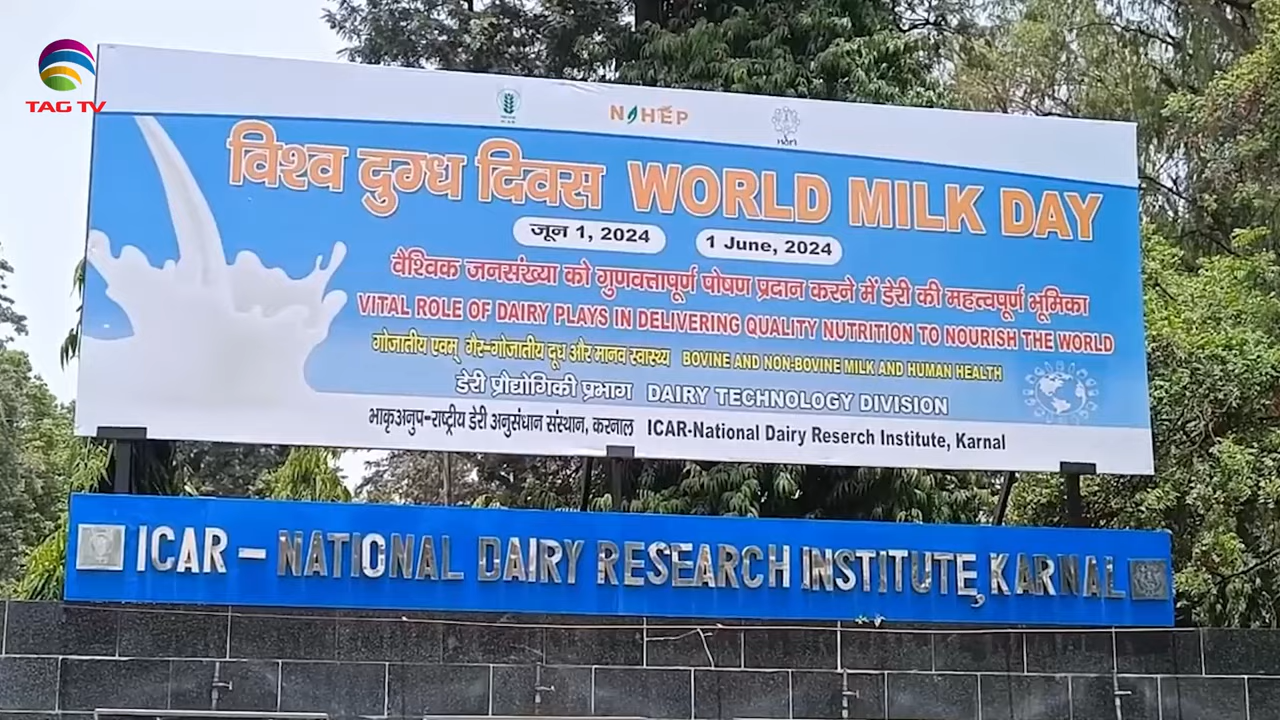 TAG TV
NAHEP
विश्व दुग्ध दिवस WORLD MILK DAY
जून 1, 2024 1 June, 2024
वैश्विक जनसंख्या को गुणवत्तापूर्ण पोषण प्रदान करने में डेरी की महत्वपूर्ण भूमिका
VITAL ROLE OF DAIRY PLAYS IN DELIVERING QUALITY NUTRITION TO NOURISH THE WORLD
गोजातीय एवम् गैर-गोजातीय दूध और मानव स्वास्थ्य BOVINE AND NON-BOVINE MILK AND HUMAN HEALTH
डेरी प्रौद्योगिकी प्रभाग DAIRY TECHNOLOGY DIVISION
भाकृअनुप-राष्ट्रीय डेरी अनुसंधान संस्थान, करनाल ICAR-National Dairy Reserch Institute, Karnal
ICAR – NATIONAL DAIRY RESEARCH INSTITUTE, KARNAL